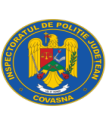 INSPECTORATUL DE POLIȚIE JUDEȚEAN
COVASNA